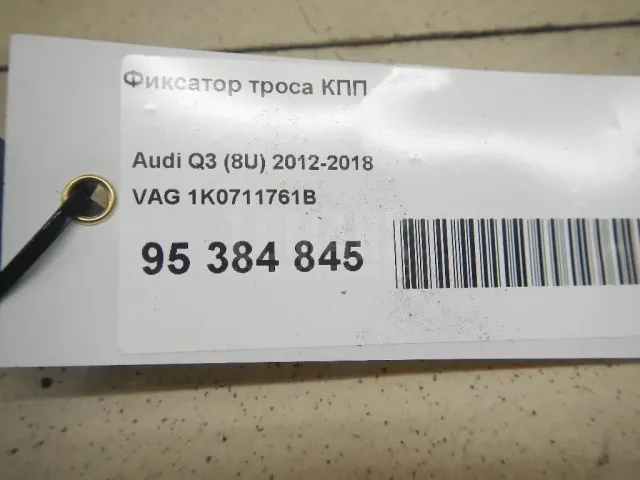 Фиксатор троса КПП
Audi Q3 (8U) 2012-2018
VAG 1K0711761B
95 384 845